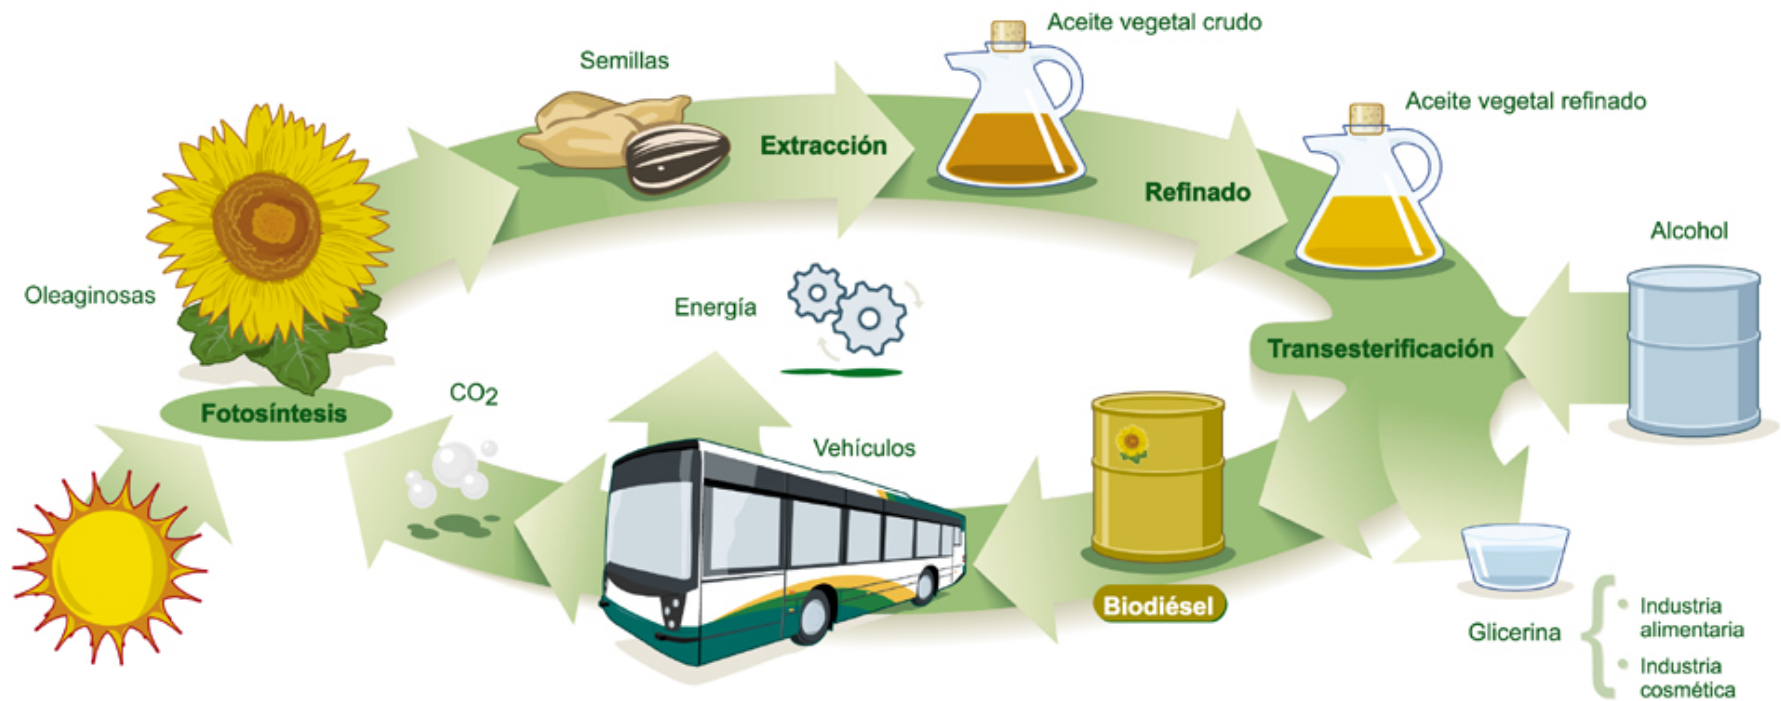 Aceite vegetal crudo
Semillas
Aceite vegetal refinado
Extracción
Refinado
Alcohol
Oleaginosas
Energía
Transesterificación
CO2
Fotosíntesis
Vehículos
Biodiésel
Glicerina
• Industria
alimentaria
• Industria
cosmética